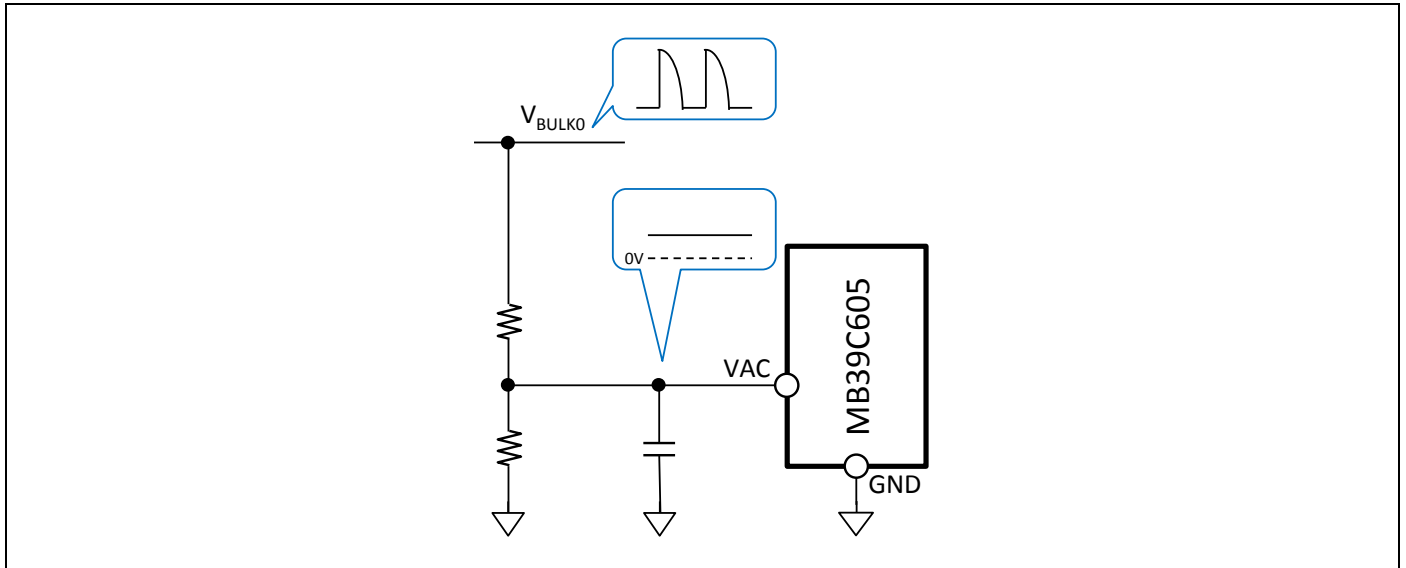 V_BULK0
0V
VAC
MB39C605
GND